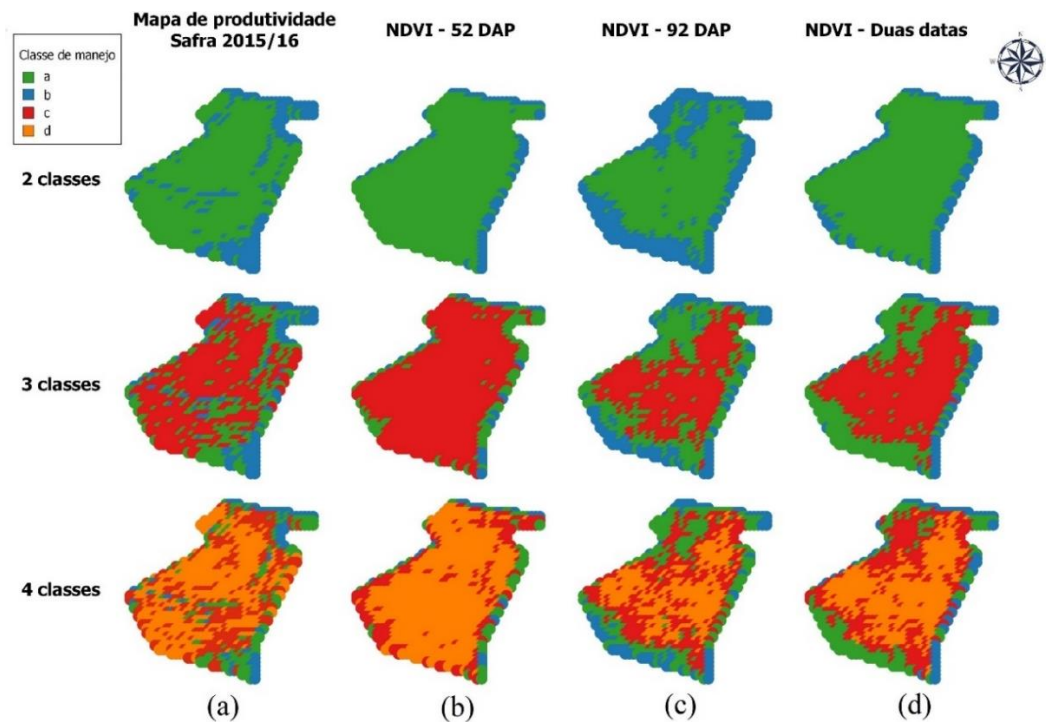 Mapa de produtividade
Safra 2015/16
NDVI - 52 DAP
NDVI - 92 DAP
NDVI - Duas datas
Classe de manejo
a
b
c
d
N
W
E
S
2 classes
3 classes
4 classes
(a)
(b)
(c)
(d)